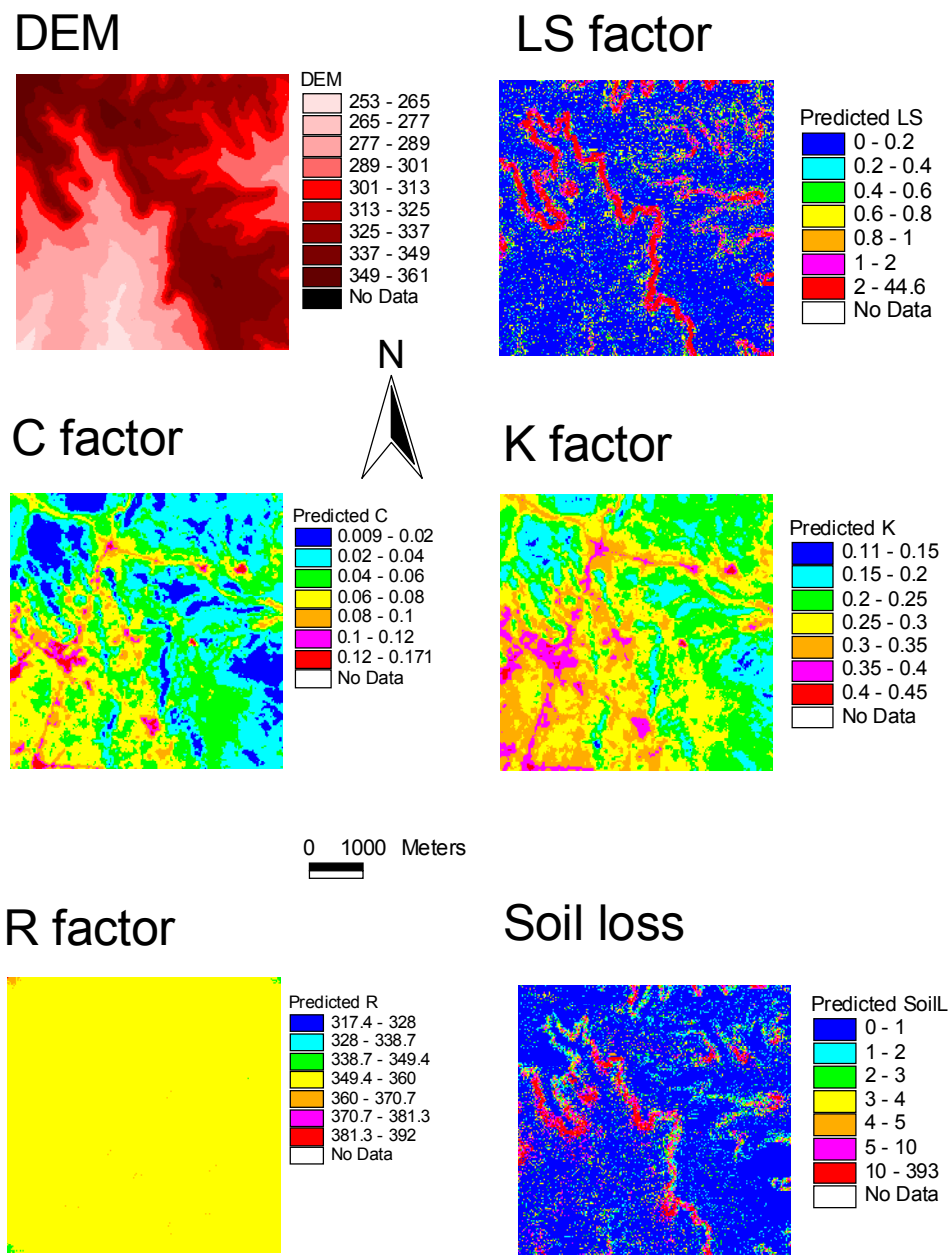 DEM
DEM
253 - 265
265 - 277
277 - 289
289 - 301
301 - 313
313 - 325
325 - 337
337 - 349
349 - 361
No Data
LS factor
Predicted LS
0 - 0.2
0.2 - 0.4
0.4 - 0.6
0.6 - 0.8
0.8 - 1
1 - 2
2 - 44.6
No Data
N
C factor
Predicted C
0.009 - 0.02
0.02 - 0.04
0.04 - 0.06
0.06 - 0.08
0.08 - 0.1
0.1 - 0.12
0.12 - 0.171
No Data
K factor
Predicted K
0.11 - 0.15
0.15 - 0.2
0.2 - 0.25
0.25 - 0.3
0.3 - 0.35
0.35 - 0.4
0.4 - 0.45
No Data
0 1000 Meters
R factor
Predicted R
317.4 - 328
328 - 338.7
338.7 - 349.4
349.4 - 360
360 - 370.7
370.7 - 381.3
381.3 - 392
No Data
Soil loss
Predicted SoilL
0 - 1
1 - 2
2 - 3
3 - 4
4 - 5
5 - 10
10 - 393
No Data